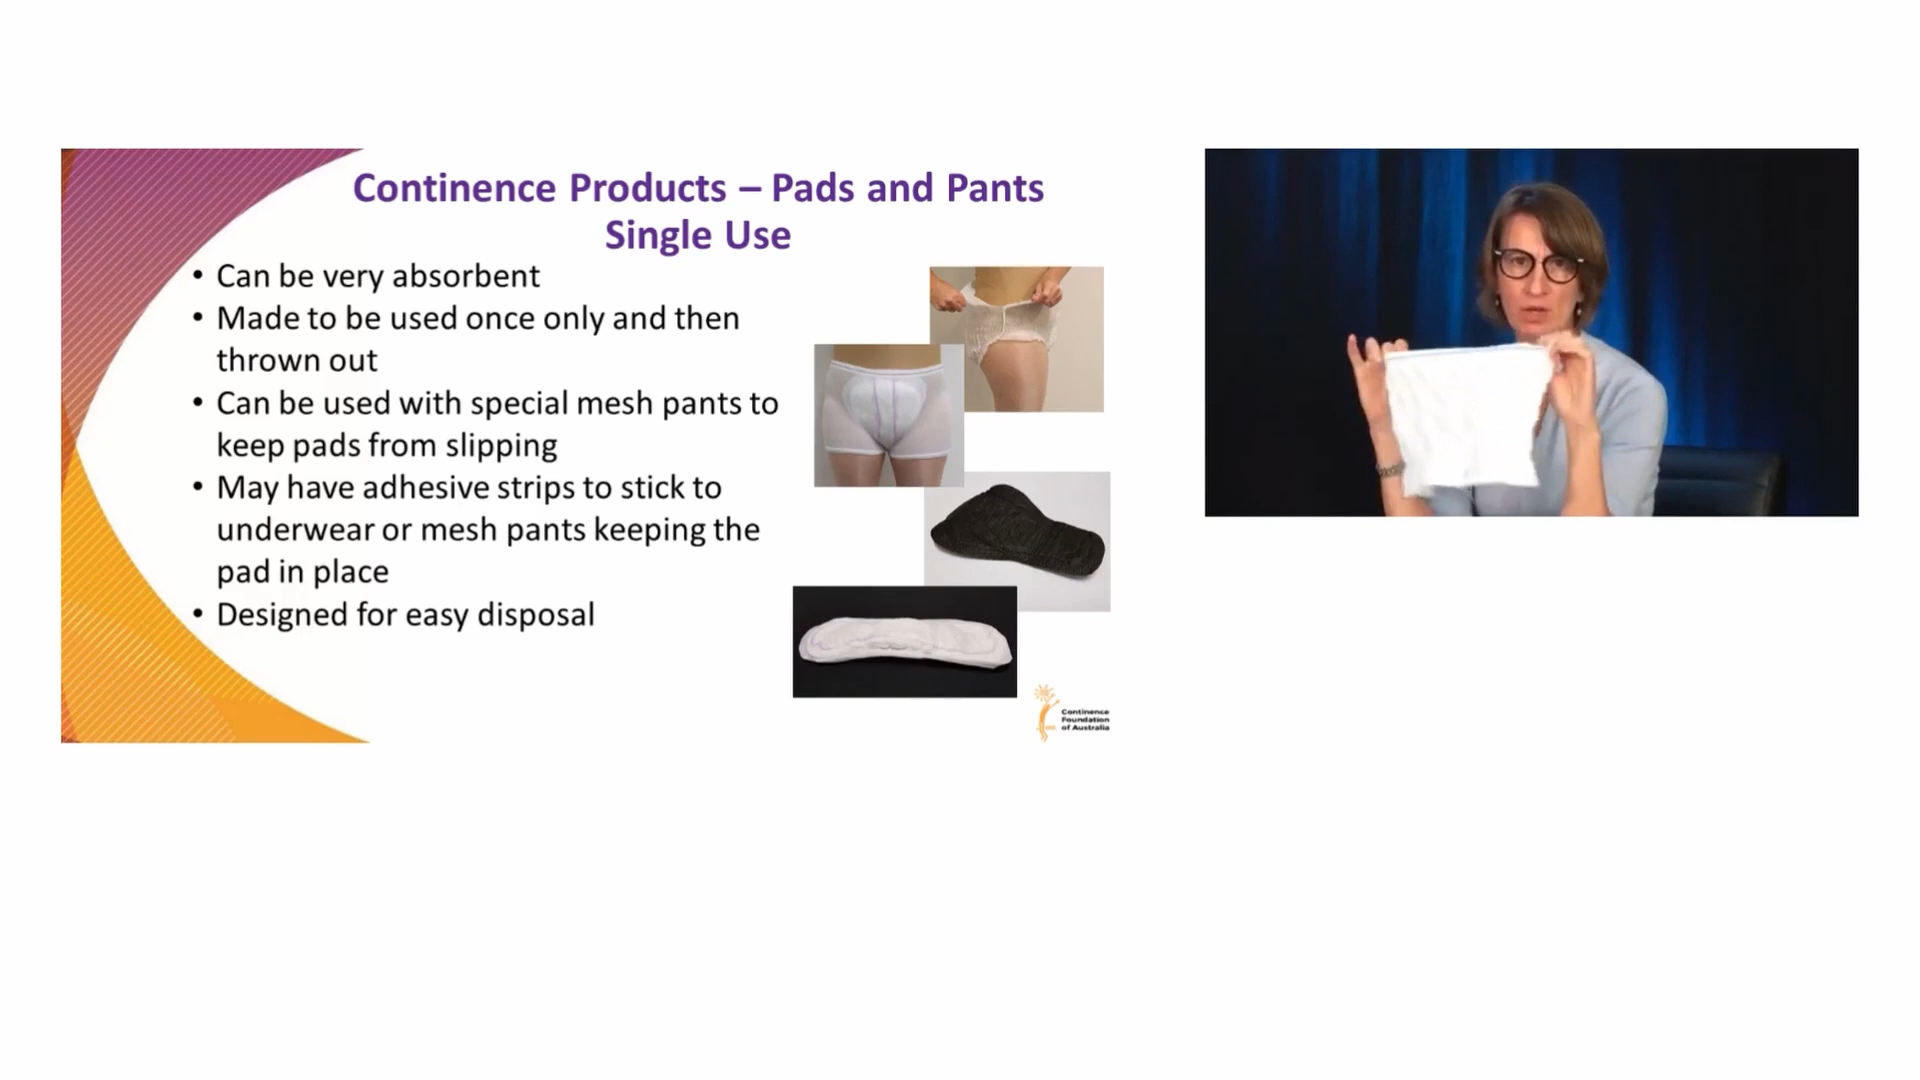 Continence Products – Pads and Pants
Single Use
• Can be very absorbent
• Made to be used once only and then
thrown out
• Can be used with special mesh pants to
keep pads from slipping
• May have adhesive strips to stick to
underwear or mesh pants keeping the
pad in place
• Designed for easy disposal
Continence
Foundation
of Australia